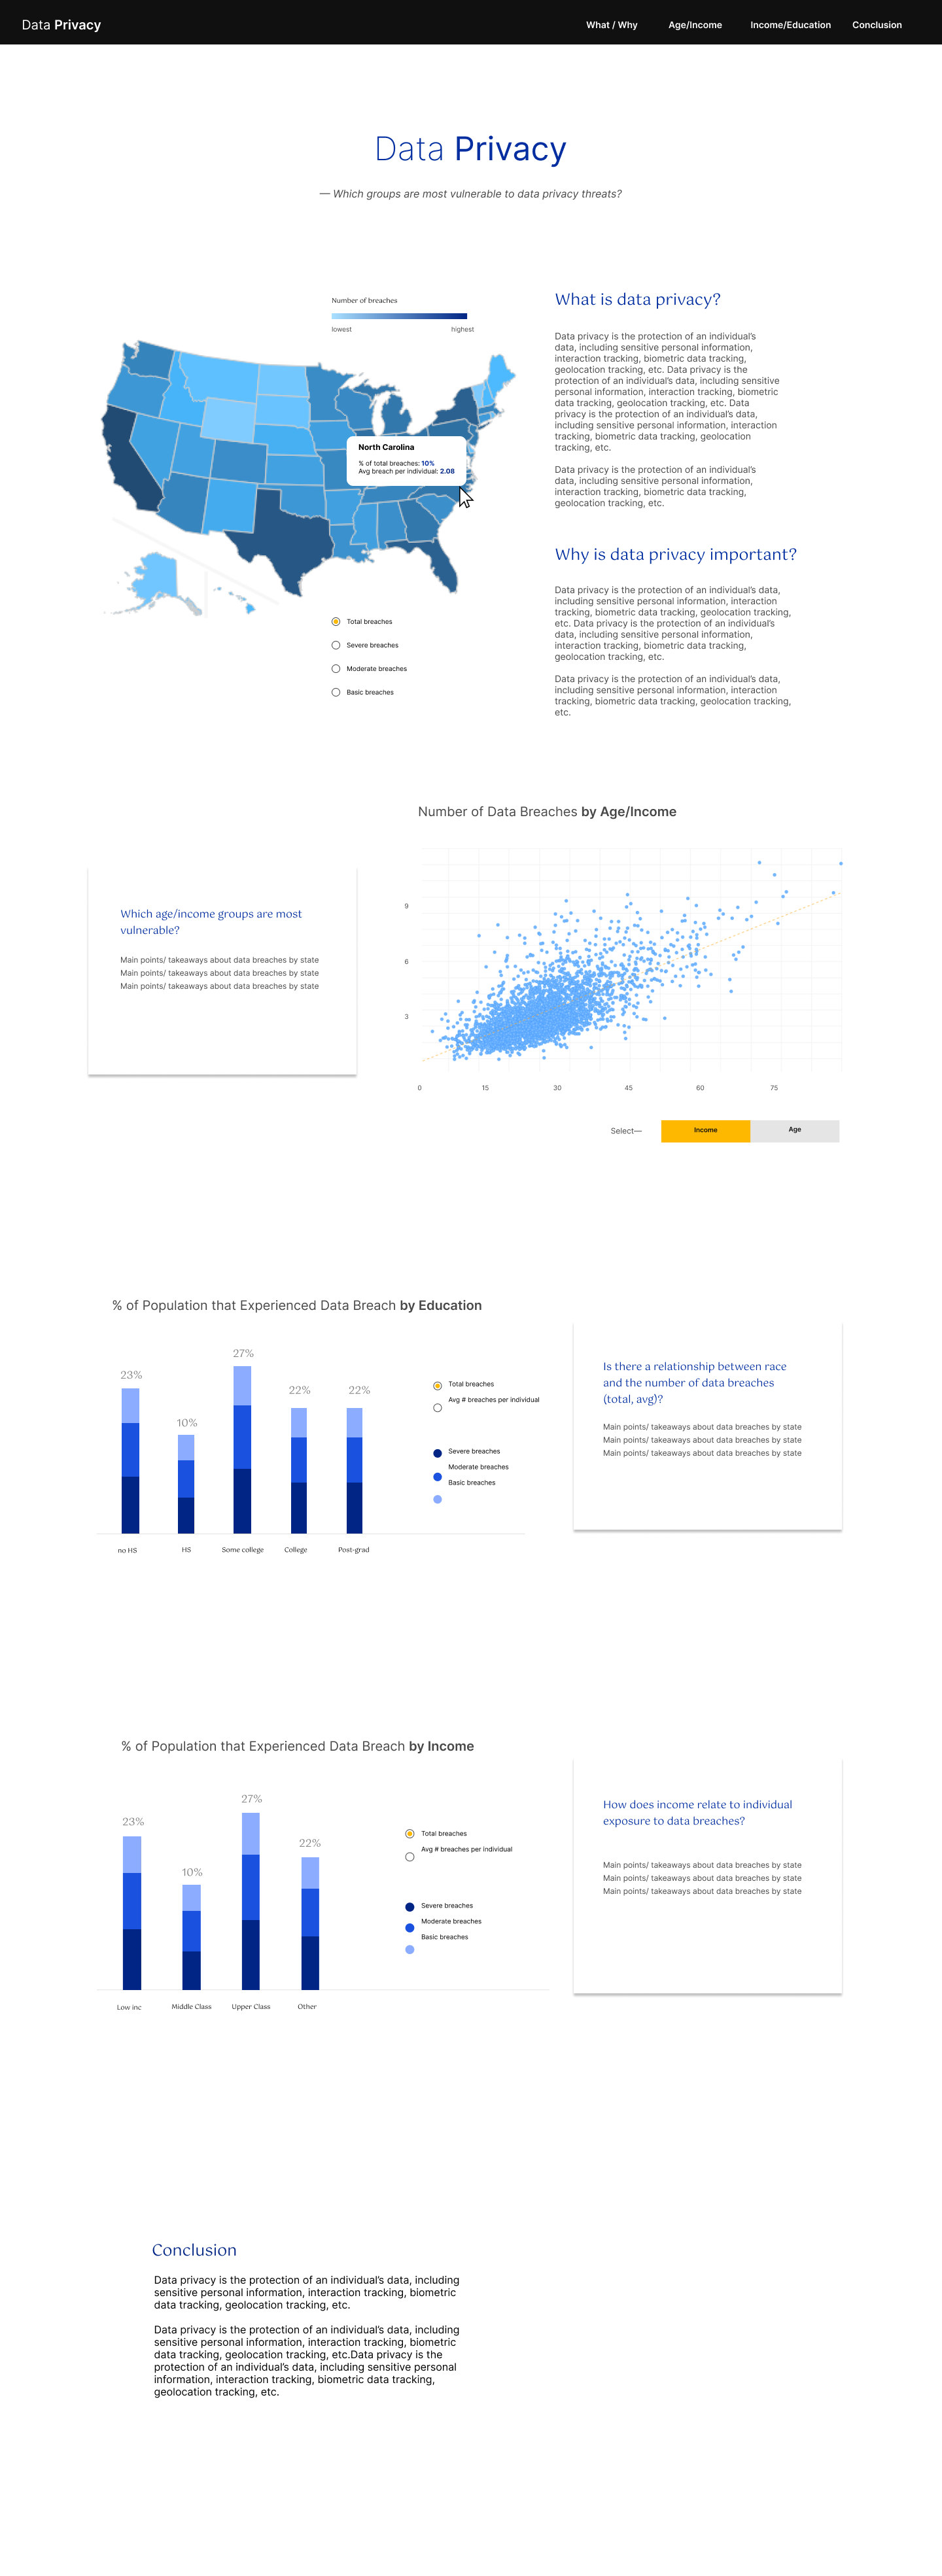 Data Privacy
What / Why
Age/Income
Income/Education
Conclusion
Data Privacy
— Which groups are most vulnerable to data privacy threats?
Number of breaches
lowest
highest
North Carolina
% of total breaches: 10%
Avg breach per individual: 2.08
Total breaches
Severe breaches
Moderate breaches
Basic breaches
What is data privacy?
Data privacy is the protection of an individual's
data, including sensitive personal information,
interaction tracking, biometric data tracking,
geolocation tracking, etc. Data privacy is the
protection of an individual's data, including sensitive
personal information, interaction tracking, biometric
data tracking, geolocation tracking, etc. Data
privacy is the protection of an individual's data,
including sensitive personal information, interaction
tracking, biometric data tracking, geolocation
tracking, etc.
Data privacy is the protection of an individual's
data, including sensitive personal information,
interaction tracking, biometric data tracking,
geolocation tracking, etc.
Why is data privacy important?
Data privacy is the protection of an individual's data,
including sensitive personal information, interaction
tracking, biometric data tracking, geolocation tracking,
etc. Data privacy is the protection of an individual's
data, including sensitive personal information,
interaction tracking, biometric data tracking,
geolocation tracking, etc.
Data privacy is the protection of an individual's data,
including sensitive personal information, interaction
tracking, biometric data tracking, geolocation tracking,
etc.
Number of Data Breaches by Age/Income
Which age/income groups are most
vulnerable?
Main points/ takeaways about data breaches by state
Main points/ takeaways about data breaches by state
Main points/ takeaways about data breaches by state
9
6
3
0
15
30
45
60
75
Select—
Income
Age
% of Population that Experienced Data Breach by Education
23%
10%
27%
22%
22%
no HS
HS
Some college
College
Post-grad
Total breaches
Avg # breaches per individual
Severe breaches
Moderate breaches
Basic breaches
Is there a relationship between race
and the number of data breaches
(total, avg)?
Main points/ takeaways about data breaches by state
Main points/ takeaways about data breaches by state
Main points/ takeaways about data breaches by state
% of Population that Experienced Data Breach by Income
23%
10%
27%
22%
Low inc
Middle Class
Upper Class
Other
Total breaches
Avg # breaches per individual
Severe breaches
Moderate breaches
Basic breaches
How does income relate to individual
exposure to data breaches?
Main points/ takeaways about data breaches by state
Main points/ takeaways about data breaches by state
Main points/ takeaways about data breaches by state
Conclusion
Data privacy is the protection of an individual's data, including
sensitive personal information, interaction tracking, biometric
data tracking, geolocation tracking, etc.
Data privacy is the protection of an individual's data, including
sensitive personal information, interaction tracking, biometric
data tracking, geolocation tracking, etc.Data privacy is the
protection of an individual's data, including sensitive personal
information, interaction tracking, biometric data tracking,
geolocation tracking, etc.